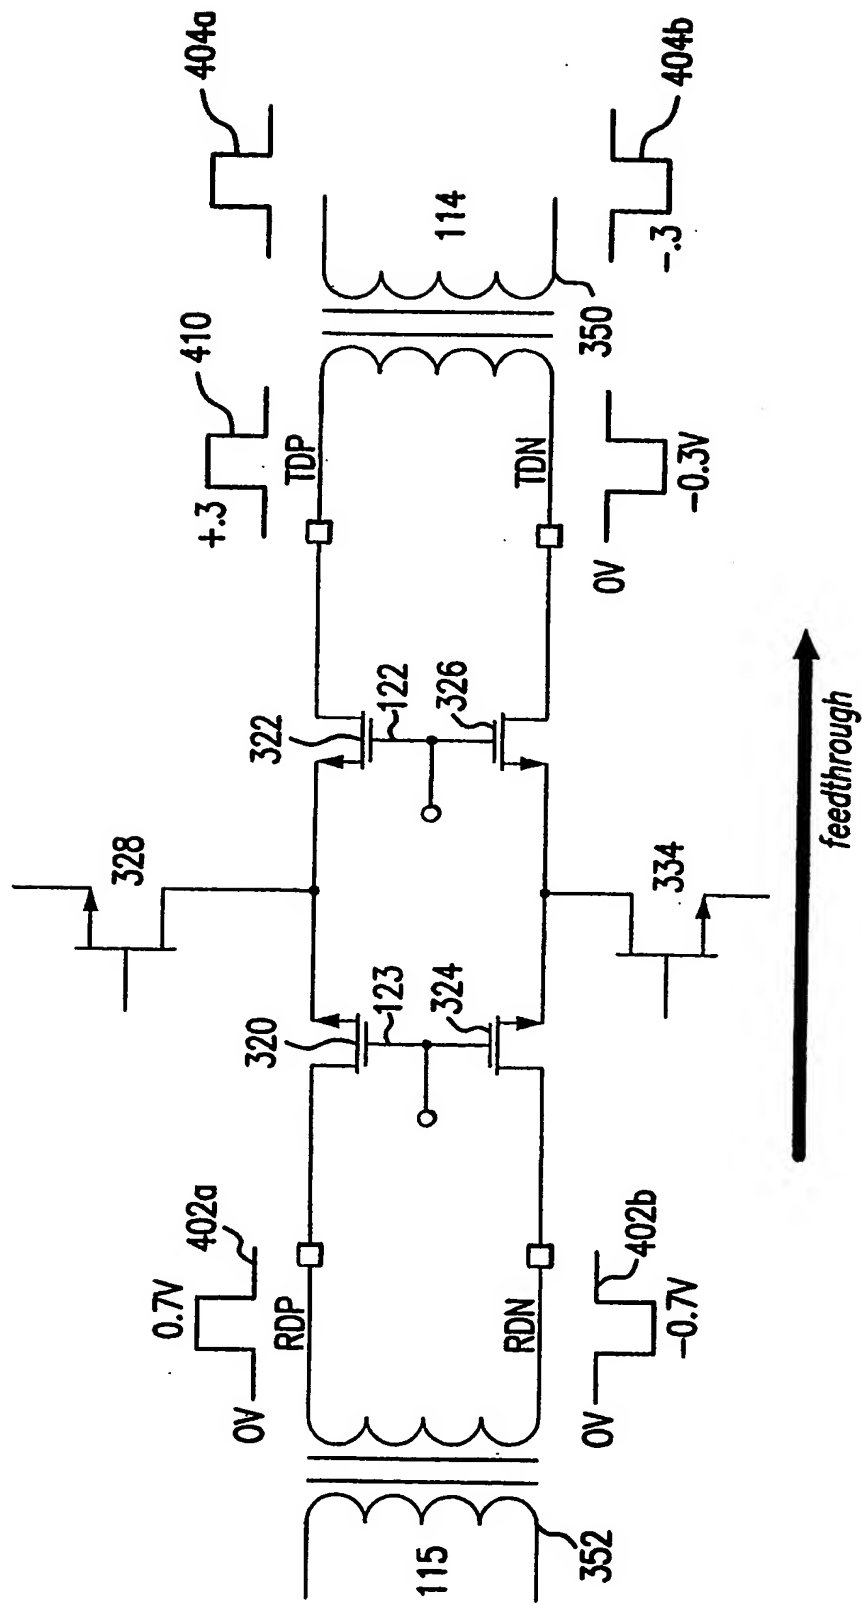 404a
404b
114
-.3
350
410
+.3
TDP
TDN
-0.3V
0V
122
322
326
328
334
feedthrough
123
320
324
402a
0.7V
RDP
0V
402b
-0.7V
RDN
0V
115
352